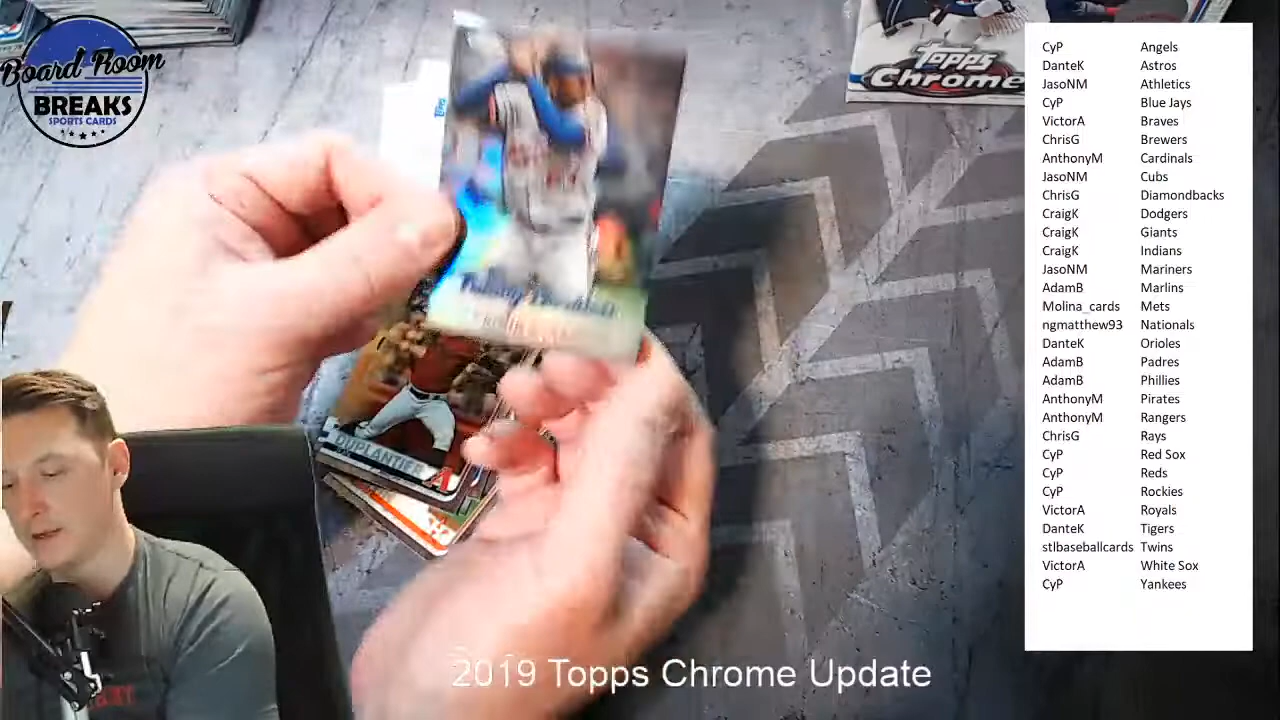 Board Room
BREAKS
SPORTS CARDS
Topps
Chrome
topps
DUPLANTIER
A
CyP Angels
DanteK Astros
JasoNM Athletics
CyP Blue Jays
VictorA Braves
ChrisG Brewers
AnthonyM Cardinals
JasoNM Cubs
ChrisG Diamondbacks
CraigK Dodgers
CraigK Giants
CraigK Indians
JasoNM Mariners
AdamB Marlins
Molina_cards Mets
ngmatthew93 Nationals
DanteK Orioles
AdamB Padres
AdamB Phillies
AnthonyM Pirates
AnthonyM Rangers
ChrisG Rays
CyP Red Sox
CyP Reds
CyP Rockies
VictorA Royals
DanteK Tigers
stlbaseballcards Twins
VictorA White Sox
CyP Yankees
2019 Topps Chrome Update